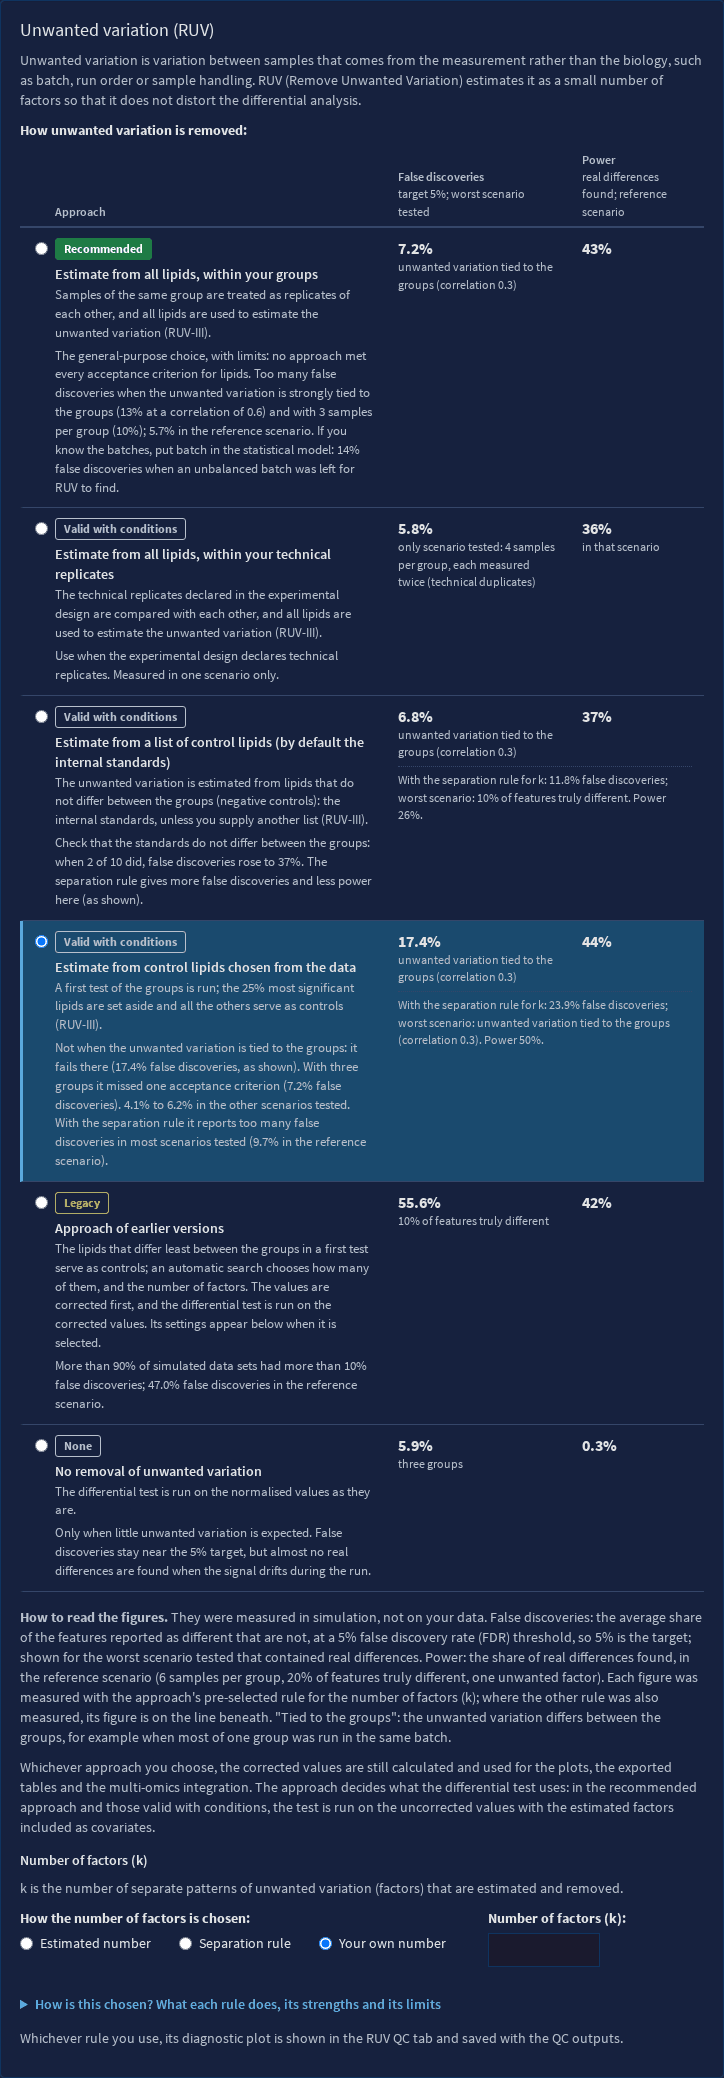 Unwanted variation (RUV)
Unwanted variation is variation between samples that comes from the measurement rather than the biology, such
as batch, run order or sample handling. RUV (Remove Unwanted Variation) estimates it as a small number of
factors so that it does not distort the differential analysis.
How unwanted variation is removed:
Approach
False discoveries
target 5%; worst scenario
tested
Power
real differences
found; reference
scenario
Recommended
Estimate from all lipids, within your groups
Samples of the same group are treated as replicates of
each other, and all lipids are used to estimate the
unwanted variation (RUV-III).
The general-purpose choice, with limits: no approach met
every acceptance criterion for lipids. Too many false
discoveries when the unwanted variation is strongly tied to
the groups (13% at a correlation of 0.6) and with 3 samples
per group (10%); 5.7% in the reference scenario. If you
know the batches, put batch in the statistical model: 14%
false discoveries when an unbalanced batch was left for
RUV to find.
7.2%
unwanted variation tied to the
groups (correlation 0.3)
43%
Valid with conditions
Estimate from all lipids, within your technical
replicates
The technical replicates declared in the experimental
design are compared with each other, and all lipids are
used to estimate the unwanted variation (RUV-III).
Use when the experimental design declares technical
replicates. Measured in one scenario only.
5.8%
only scenario tested: 4 samples
per group, each measured
twice (technical duplicates)
36%
in that scenario
Valid with conditions
Estimate from a list of control lipids (by default the
internal standards)
The unwanted variation is estimated from lipids that do
not differ between the groups (negative controls): the
internal standards, unless you supply another list (RUV-III).
Check that the standards do not differ between the groups:
when 2 of 10 did, false discoveries rose to 37%. The
separation rule gives more false discoveries and less power
here (as shown).
6.8%
unwanted variation tied to the
groups (correlation 0.3)
37%
With the separation rule for k: 11.8% false discoveries;
worst scenario: 10% of features truly different. Power
26%.
Valid with conditions
Estimate from control lipids chosen from the data
A first test of the groups is run; the 25% most significant
lipids are set aside and all the others serve as controls
(RUV-III).
Not when the unwanted variation is tied to the groups: it
fails there (17.4% false discoveries, as shown). With three
groups it missed one acceptance criterion (7.2% false
discoveries). 4.1% to 6.2% in the other scenarios tested.
With the separation rule it reports too many false
discoveries in most scenarios tested (9.7% in the reference
scenario).
17.4%
unwanted variation tied to the
groups (correlation 0.3)
44%
With the separation rule for k: 23.9% false discoveries;
worst scenario: unwanted variation tied to the groups
(correlation 0.3). Power 50%.
Legacy
Approach of earlier versions
The lipids that differ least between the groups in a first test
serve as controls; an automatic search chooses how many
of them, and the number of factors. The values are
corrected first, and the differential test is run on the
corrected values. Its settings appear below when it is
selected.
More than 90% of simulated data sets had more than 10%
false discoveries; 47.0% false discoveries in the reference
scenario.
55.6%
10% of features truly different
42%
None
No removal of unwanted variation
The differential test is run on the normalised values as they
are.
Only when little unwanted variation is expected. False
discoveries stay near the 5% target, but almost no real
differences are found when the signal drifts during the run.
5.9%
three groups
0.3%
How to read the figures. They were measured in simulation, not on your data. False discoveries: the average share
of the features reported as different that are not, at a 5% false discovery rate (FDR) threshold, so 5% is the target;
shown for the worst scenario tested that contained real differences. Power: the share of real differences found, in
the reference scenario (6 samples per group, 20% of features truly different, one unwanted factor). Each figure was
measured with the approach's pre-selected rule for the number of factors (k); where the other rule was also
measured, its figure is on the line beneath. "Tied to the groups": the unwanted variation differs between the
groups, for example when most of one group was run in the same batch.
Whichever approach you choose, the corrected values are still calculated and used for the plots, the exported
tables and the multi-omics integration. The approach decides what the differential test uses: in the recommended
approach and those valid with conditions, the test is run on the uncorrected values with the estimated factors
included as covariates.
Number of factors (k)
k is the number of separate patterns of unwanted variation (factors) that are estimated and removed.
How the number of factors is chosen:
Estimated number
Separation rule
Your own number
Number of factors (k):
How is this chosen? What each rule does, its strengths and its limits
Whichever rule you use, its diagnostic plot is shown in the RUV QC tab and saved with the QC outputs.